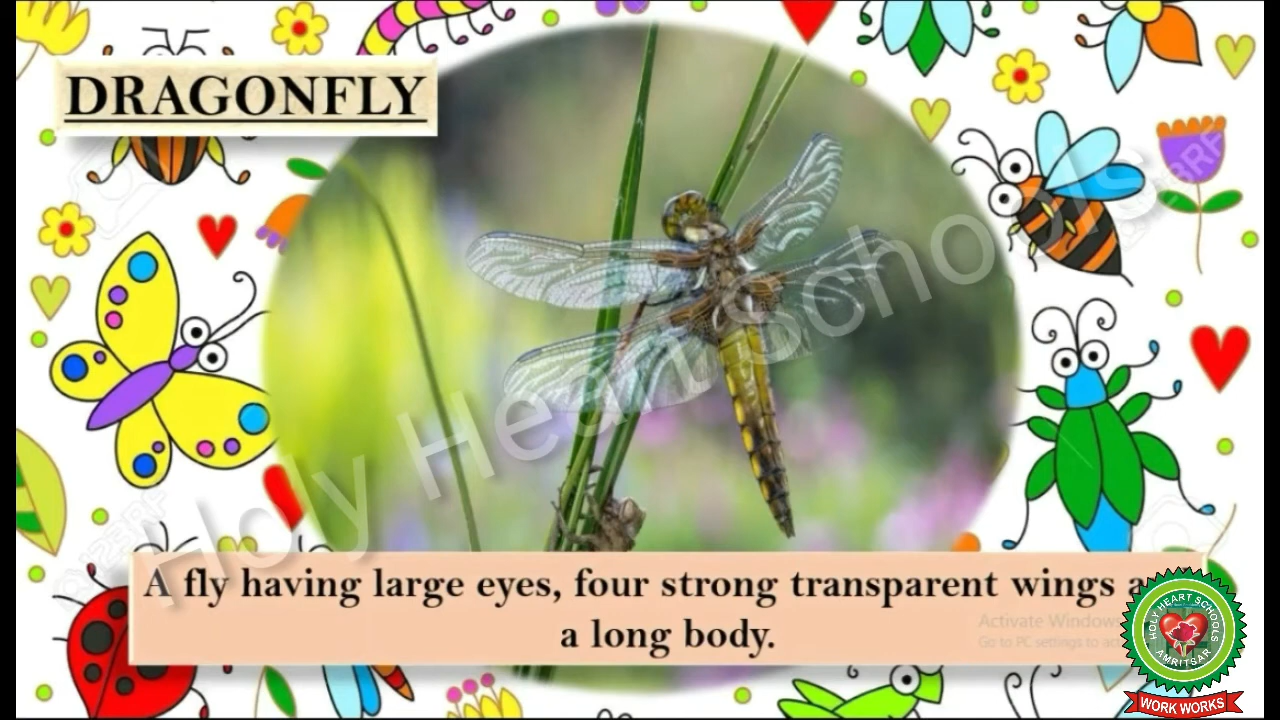 DRAGONFLY
Holy Heart Schools
A fly having large eyes, four strong transparent wings
a long body.
Activate Windows
Go to PC settings to
HOLY HEART SCHOOLS
AMRITSAR
WORK WORKS